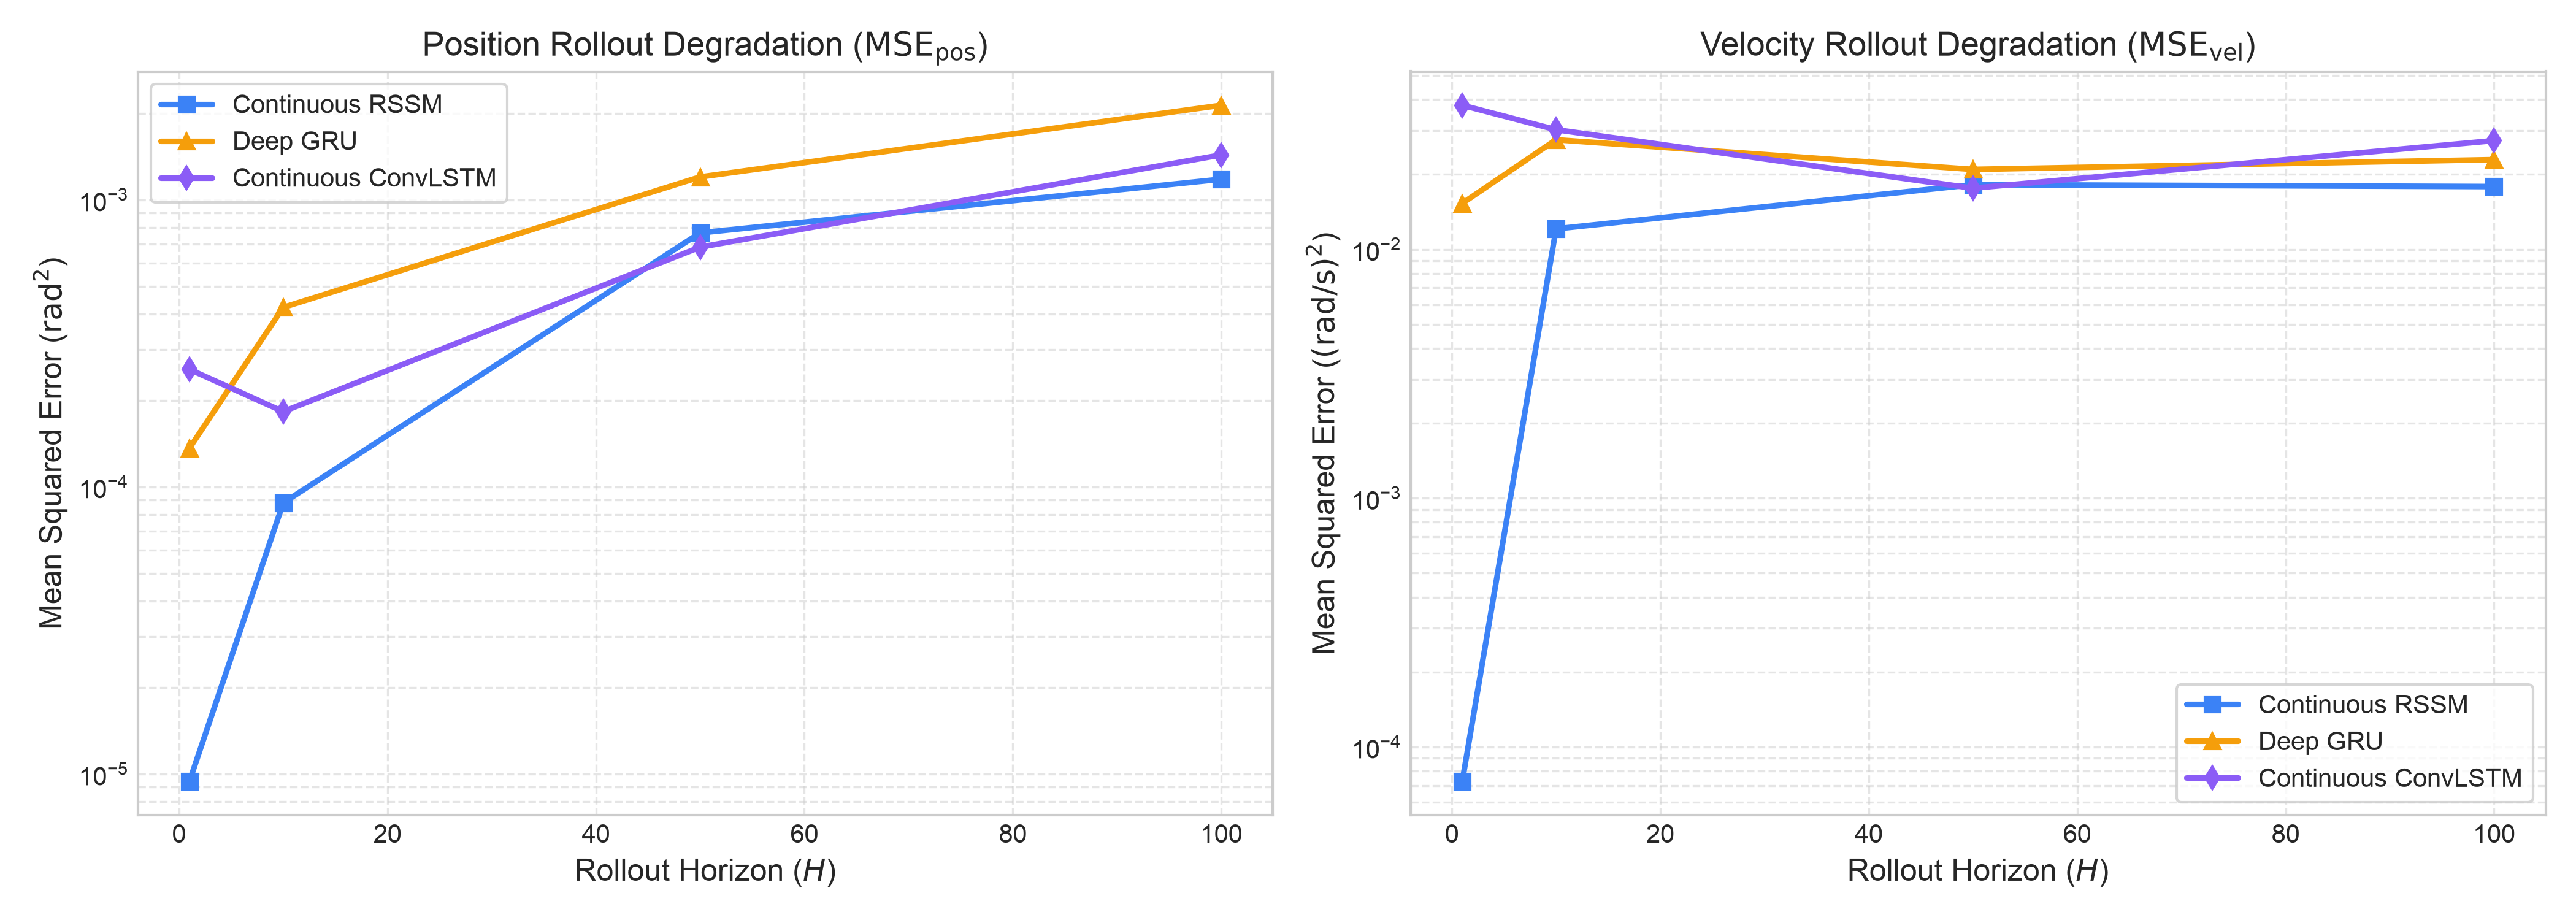 Position Rollout Degradation (MSE_pos)
Continuous RSSM
Deep GRU
Continuous ConvLSTM
Mean Squared Error (rad²)
10⁻³
10⁻⁴
10⁻⁵
0 20 40 60 80 100
Rollout Horizon (H)
Velocity Rollout Degradation (MSE_vel)
Mean Squared Error ((rad/s)²)
10⁻²
10⁻³
10⁻⁴
Continuous RSSM
Deep GRU
Continuous ConvLSTM
0 20 40 60 80 100
Rollout Horizon (H)